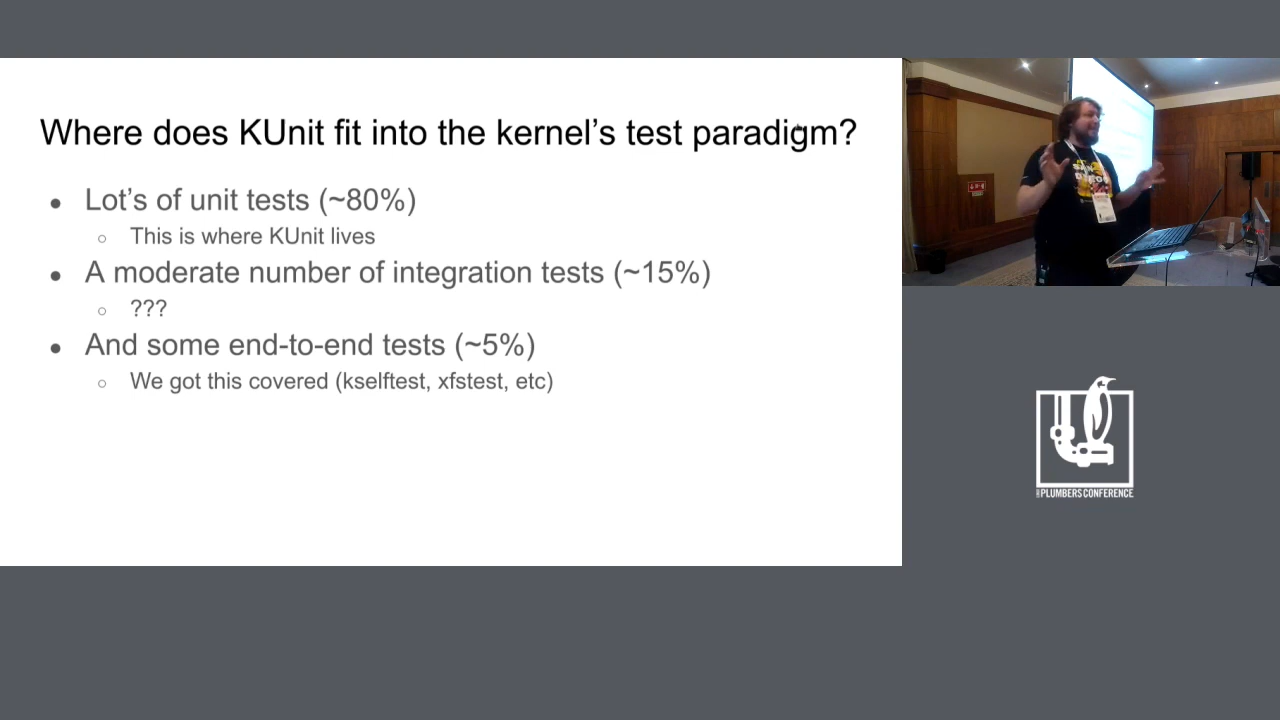 Where does KUnit fit into the kernel's test paradigm?
● Lot's of unit tests (~80%)
○ This is where KUnit lives
● A moderate number of integration tests (~15%)
○ ???
● And some end-to-end tests (~5%)
○ We got this covered (kselftest, xfstest, etc)
PLUMBERS CONFERENCE